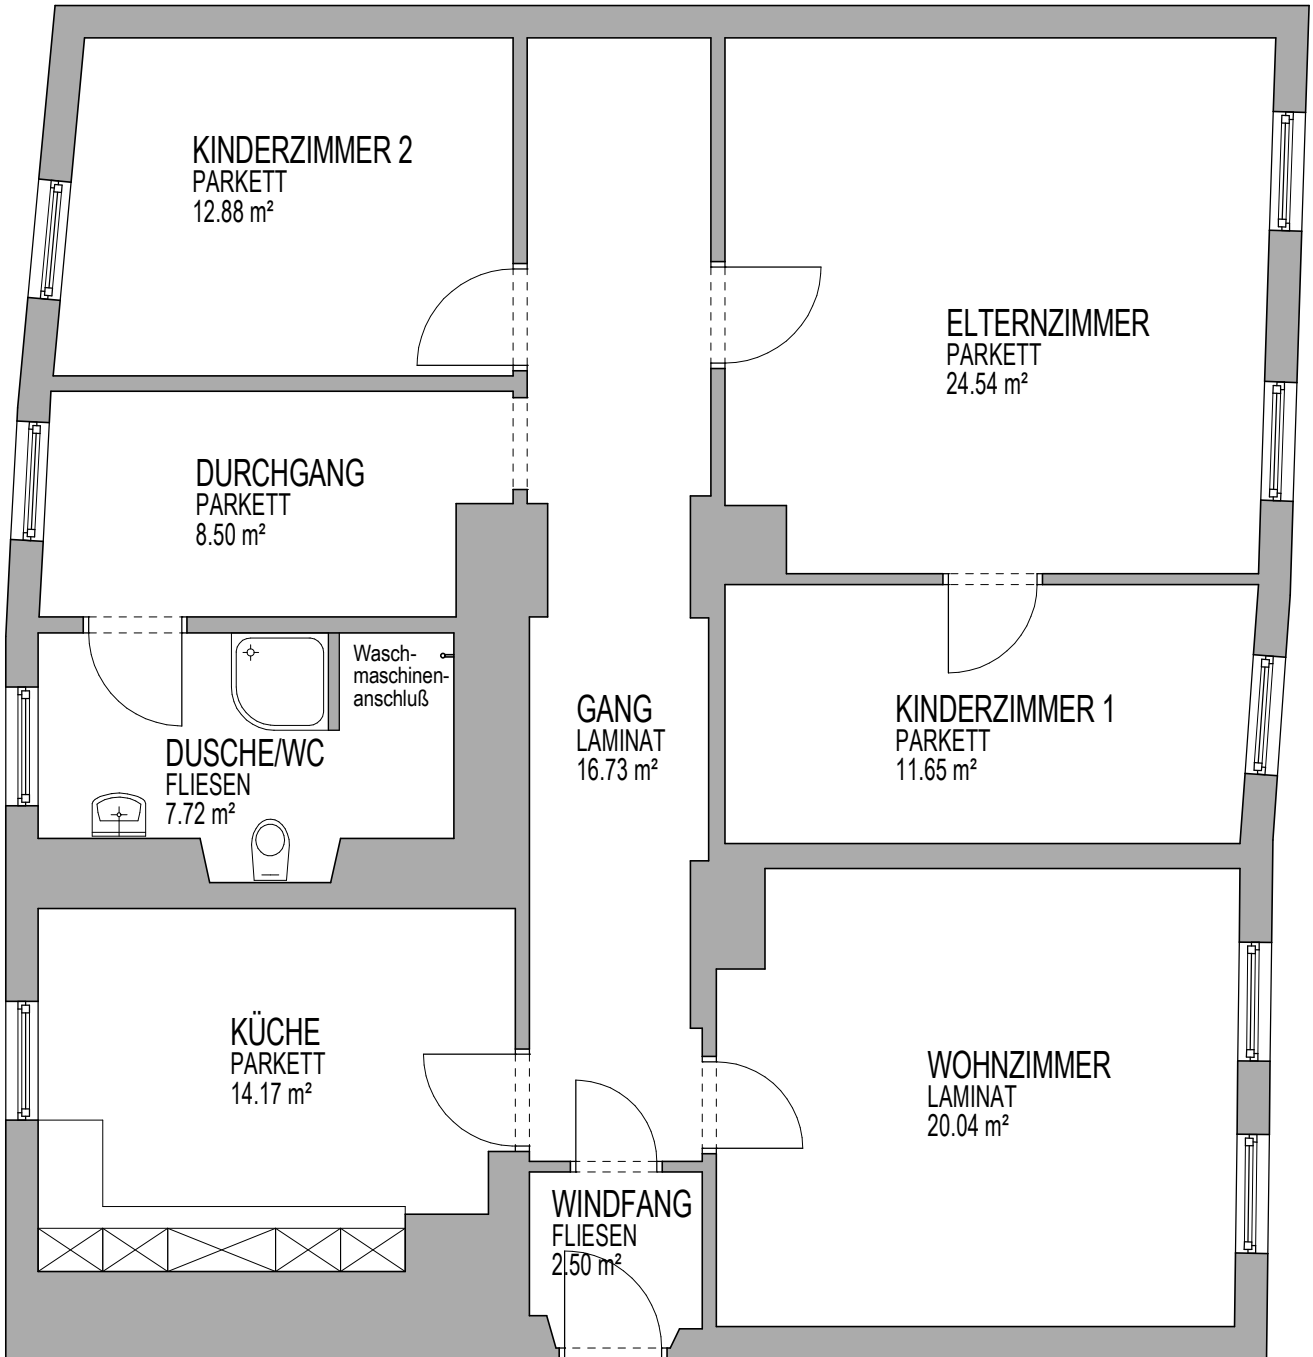 KINDERZIMMER 2
PARKETT
12.88 m²
ELTERNZIMMER
PARKETT
24.54 m²
DURCHGANG
PARKETT
8.50 m²
Wasch-
maschinen-
anschluß
DUSCHE/WC
FLIESEN
7.72 m²
GANG
LAMINAT
16.73 m²
KINDERZIMMER 1
PARKETT
11.65 m²
KÜCHE
PARKETT
14.17 m²
WOHNZIMMER
LAMINAT
20.04 m²
WINDFANG
FLIESEN
2.50 m²